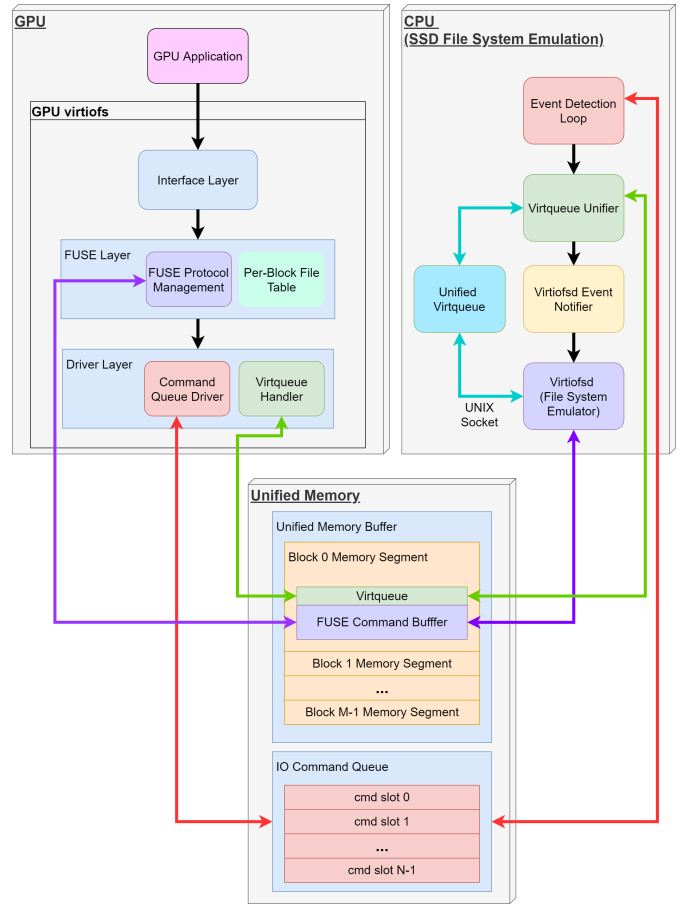 GPU
GPU Application
GPU virtiofs
Interface Layer
FUSE Layer
FUSE Protocol
Management
Per-Block File
Table
Driver Layer
Command
Queue Driver
Virtqueue
Handler
CPU
(SSD File System Emulation)
Event Detection
Loop
Virtqueue Unifier
Unified
Virtqueue
Virtiofsd Event
Notifier
Virtiofsd
(File System
Emulator)
UNIX
Socket
Unified Memory
Unified Memory Buffer
Block 0 Memory Segment
Virtqueue
FUSE Command Bufffer
Block 1 Memory Segment
...
Block M-1 Memory Segment
IO Command Queue
cmd slot 0
cmd slot 1
...
cmd slot N-1